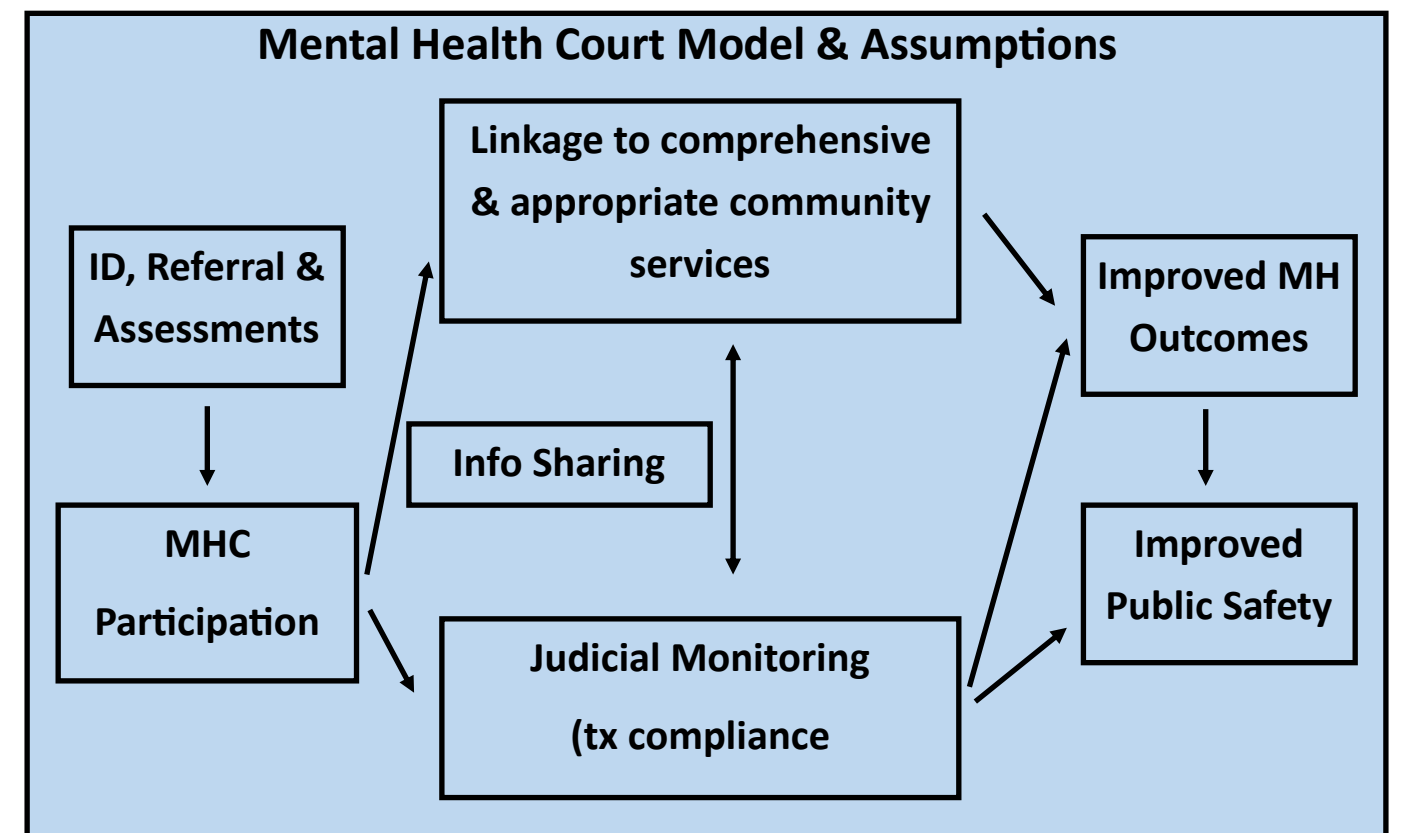 Mental Health Court Model & Assumptions
Linkage to comprehensive
& appropriate community
services
ID, Referral &
Assessments
Improved MH
Outcomes
Info Sharing
MHC
Participation
Improved
Public Safety
Judicial Monitoring
(tx compliance